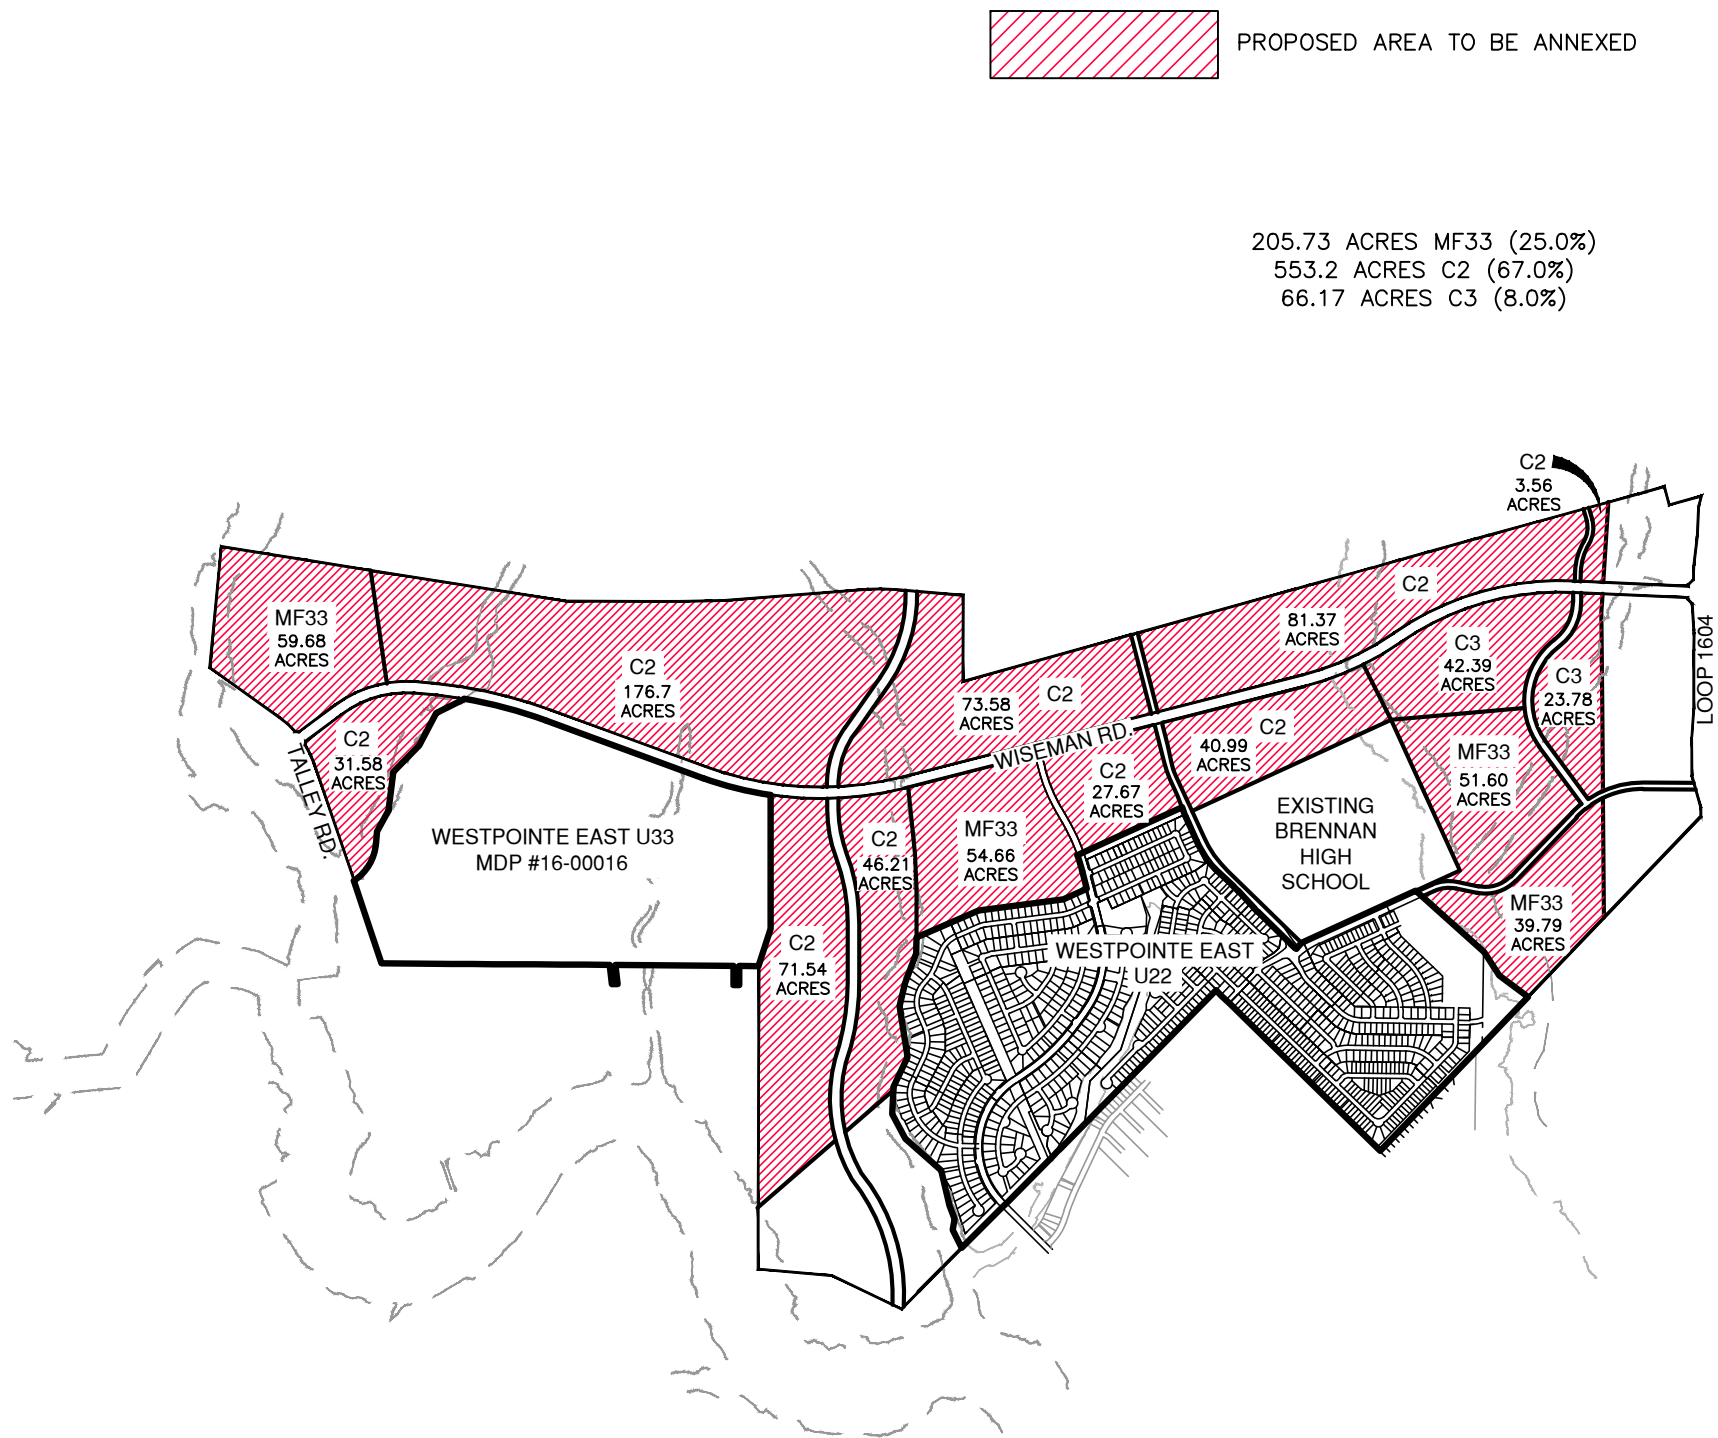 PROPOSED AREA TO BE ANNEXED
205.73 ACRES MF33 (25.0%)
553.2 ACRES C2 (67.0%)
66.17 ACRES C3 (8.0%)
C2
3.56
ACRES
MF33
59.68
ACRES
C2
176.7
ACRES
C2
31.58
ACRES
TALLEY RD.
WESTPOINTE EAST U33
MDP #16-00016
73.58
ACRES
C2
WISEMAN RD.
81.37
ACRES
C2
C3
42.39
ACRES
C3
23.78
ACRES
LOOP 1604
C2
40.99
ACRES
C2
27.67
ACRES
MF33
51.60
ACRES
EXISTING
BRENNAN
HIGH
SCHOOL
C2
46.21
ACRES
MF33
54.66
ACRES
MF33
39.79
ACRES
C2
71.54
ACRES
WESTPOINTE EAST
U22